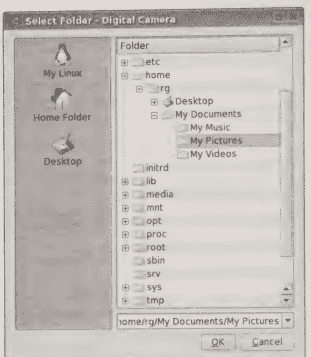 Select Folder – Digital Camera
My Linux
Home Folder
Desktop
Folder
etc
home
rg
Desktop
My Documents
My Music
My Pictures
My Videos
initrd
lib
media
mnt
opt
proc
root
sbin
srv
sys
tmp
home/rg/My Documents/My Pictures
OK
Cancel